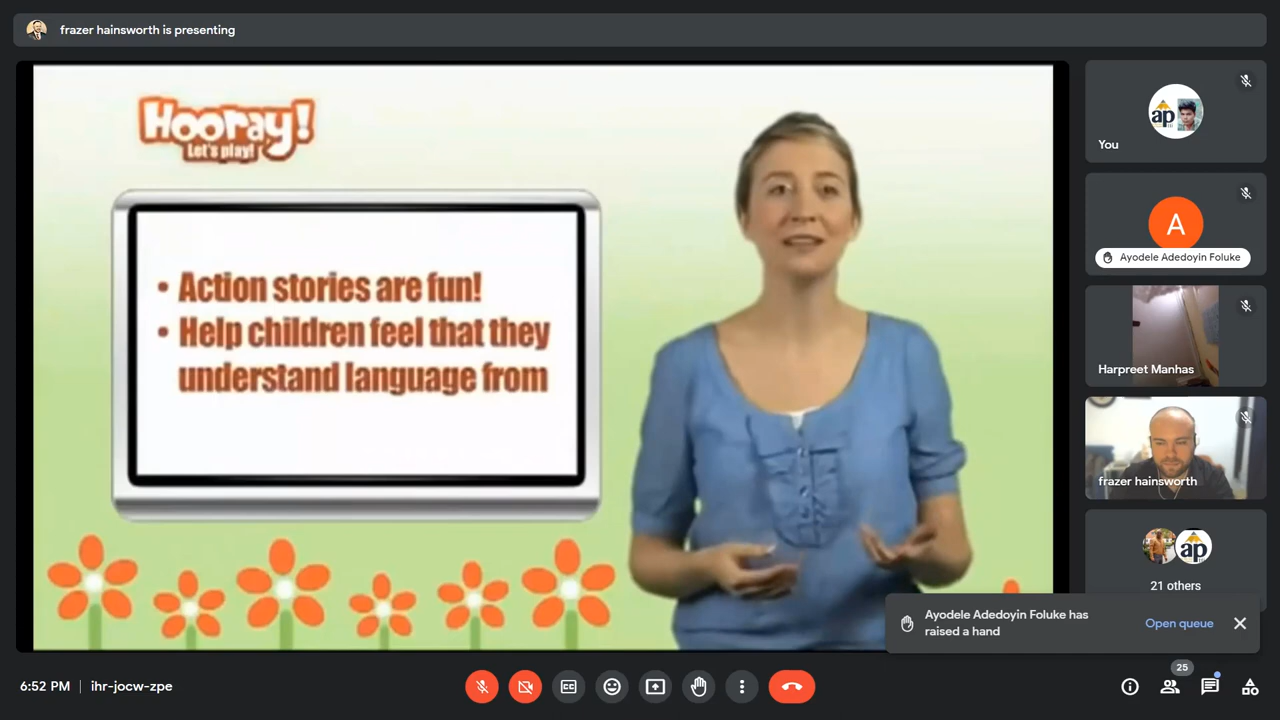 frazer hainsworth is presenting
Hooray!
Let's play!
• Action stories are fun!
• Help children feel that they
understand language from
ap
You
A
Ayodele Adedoyin Foluke
Harpreet Manhas
frazer hainsworth
ap
21 others
Ayodele Adedoyin Foluke has
raised a hand
Open queue
6:52 PM | ihr-jocw-zpe
25